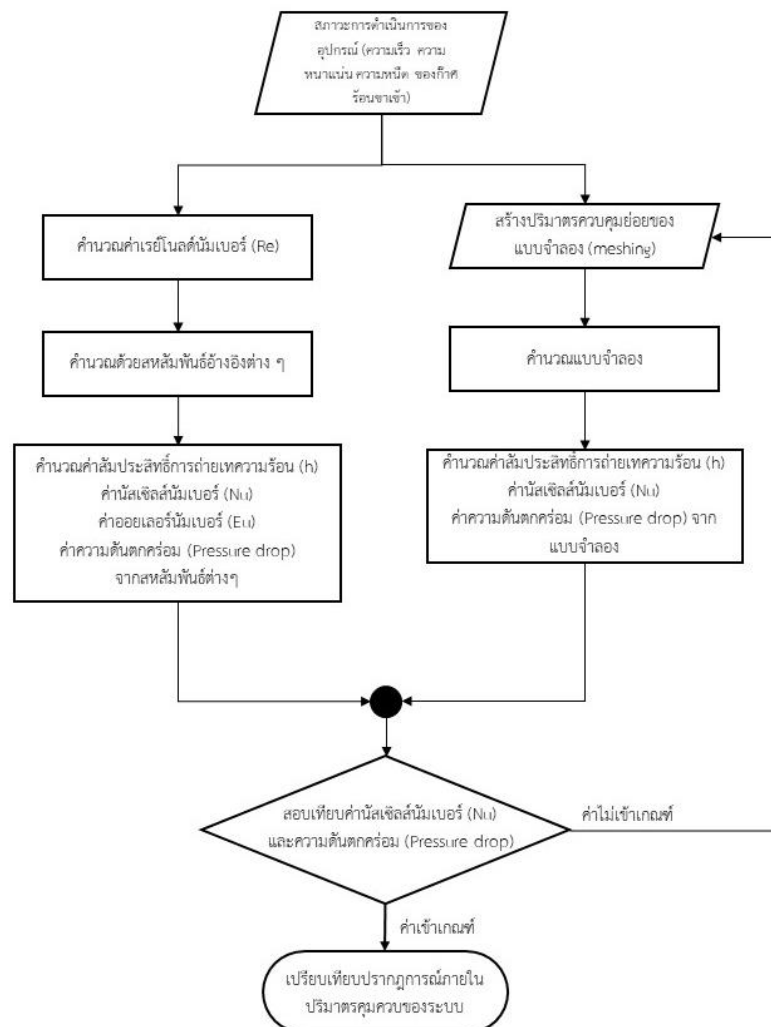 สภาวะการดำเนินการของ
อุปกรณ์ (ความเร็ว ความ
หนาแน่น ความหนืด ของก๊าศ
ร้อนขาเข้า)
คำนวณค่าเรย์โนลด์นัมเบอร์ (Re)
คำนวณด้วยสหสัมพันธ์อ้างอิงต่าง ๆ
คำนวณค่าสัมประสิทธิ์การถ่ายเทความร้อน (h)
ค่านัสเซิลส์นัมเบอร์ (Nu)
ค่าออยเลอร์นัมเบอร์ (Eu)
ค่าความดันตกคร่อม (Pressure drop)
จากสหสัมพันธ์ต่างๆ
สร้างปริมาตรควบคุมย่อยของ
แบบจำลอง (meshing)
คำนวณแบบจำลอง
คำนวณค่าสัมประสิทธิ์การถ่ายเทความร้อน (h)
ค่านัสเซิลส์นัมเบอร์ (Nu)
ค่าความดันตกคร่อม (Pressure drop) จาก
แบบจำลอง
สอบเทียบค่านัสเซิลส์นัมเบอร์ (Nu)
และความดันตกคร่อม (Pressure drop)
ค่าไม่เข้าเกณฑ์
ค่าเข้าเกณฑ์
เปรียบเทียบปรากฏการณ์ภายใน
ปริมาตรคุมควบของระบบ